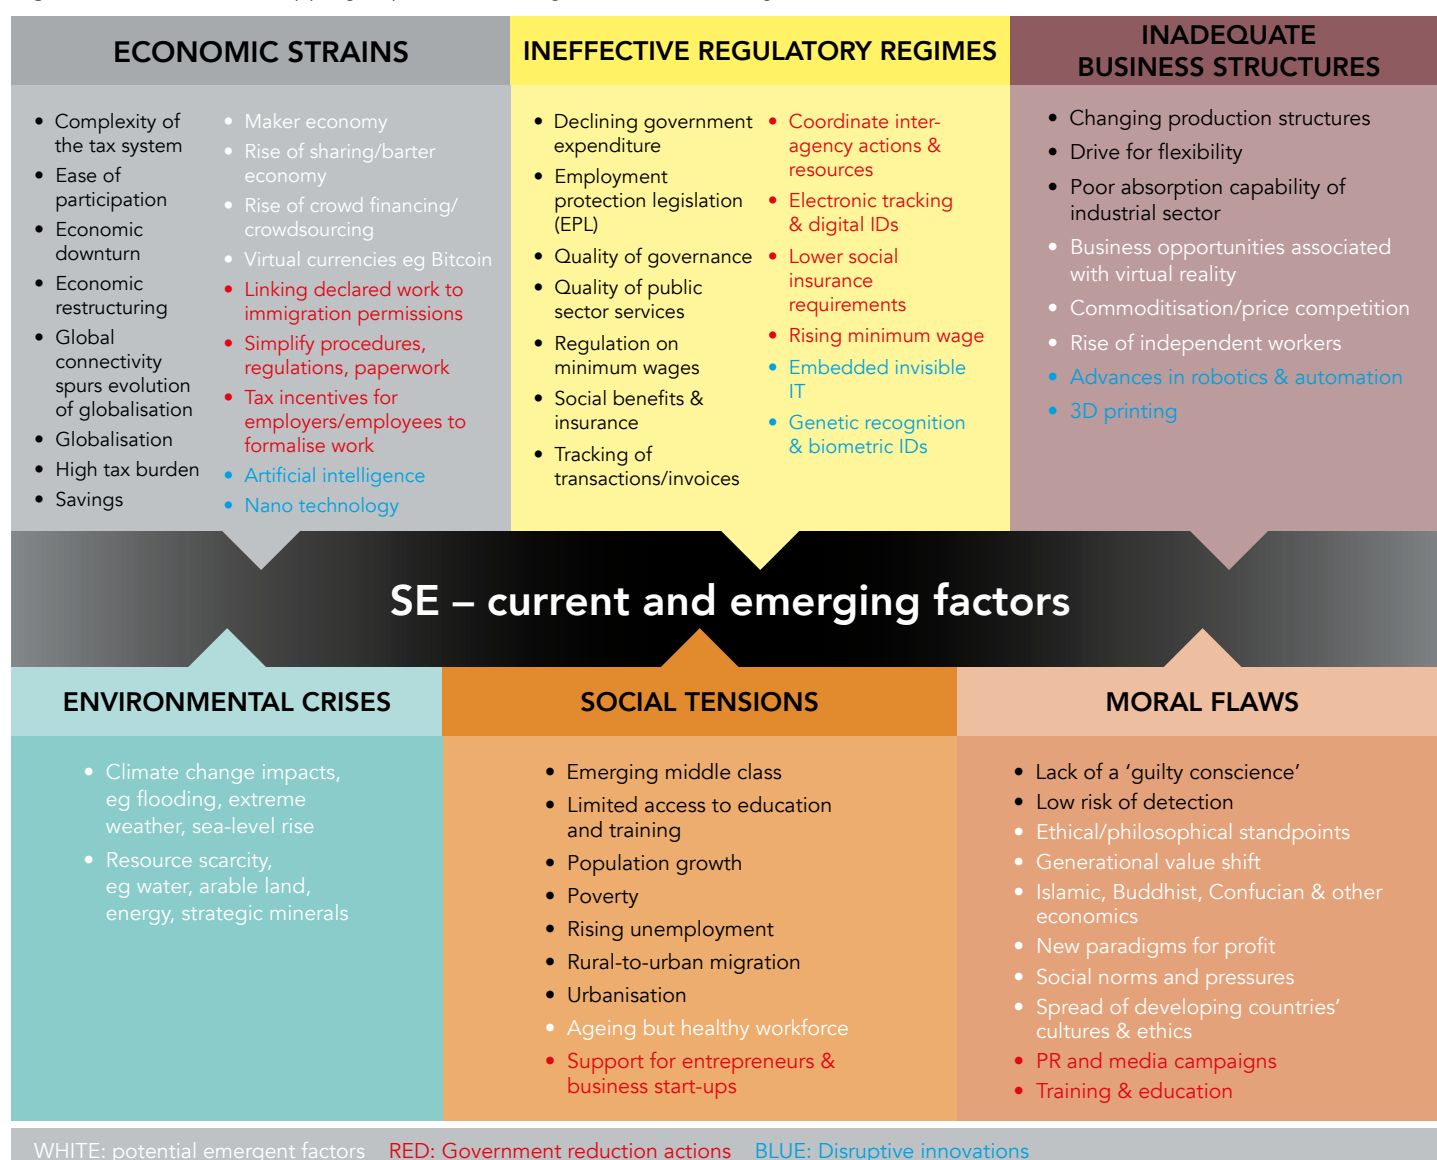 ECONOMIC STRAINS
• Complexity of
the tax system
• Ease of
participation
• Economic
downturn
• Economic
restructuring
• Global
connectivity
spurs evolution
of globalisation
• Globalisation
• High tax burden
• Savings
• Maker economy
• Rise of sharing/barter
economy
• Rise of crowd financing/
crowdsourcing
• Virtual currencies eg Bitcoin
• Linking declared work to
immigration permissions
• Simplify procedures,
regulations, paperwork
• Tax incentives for
employers/employees to
formalise work
• Artificial intelligence
• Nano technology
INEFFECTIVE REGULATORY REGIMES
• Declining government
expenditure
• Employment
protection legislation
(EPL)
• Quality of governance
• Quality of public
sector services
• Regulation on
minimum wages
• Social benefits &
insurance
• Tracking of
transactions/invoices
• Coordinate inter-
agency actions &
resources
• Electronic tracking
& digital IDs
• Lower social
insurance
requirements
• Rising minimum wage
• Embedded invisible
IT
• Genetic recognition
& biometric IDs
INADEQUATE
BUSINESS STRUCTURES
• Changing production structures
• Drive for flexibility
• Poor absorption capability of
industrial sector
• Business opportunities associated
with virtual reality
• Commoditisation/price competition
• Rise of independent workers
• Advances in robotics & automation
• 3D printing
SE – current and emerging factors
ENVIRONMENTAL CRISES
• Climate change impacts,
eg flooding, extreme
weather, sea-level rise
• Resource scarcity,
eg water, arable land,
energy, strategic minerals
SOCIAL TENSIONS
• Emerging middle class
• Limited access to education
and training
• Population growth
• Poverty
• Rising unemployment
• Rural-to-urban migration
• Urbanisation
• Ageing but healthy workforce
• Support for entrepreneurs &
business start-ups
MORAL FLAWS
• Lack of a ‘guilty conscience’
• Low risk of detection
• Ethical/philosophical standpoints
• Generational value shift
• Islamic, Buddhist, Confucian & other
economics
• New paradigms for profit
• Social norms and pressures
• Spread of developing countries’
cultures & ethics
• PR and media campaigns
• Training & education
WHITE: potential emergent factors RED: Government reduction actions BLUE: Disruptive innovations